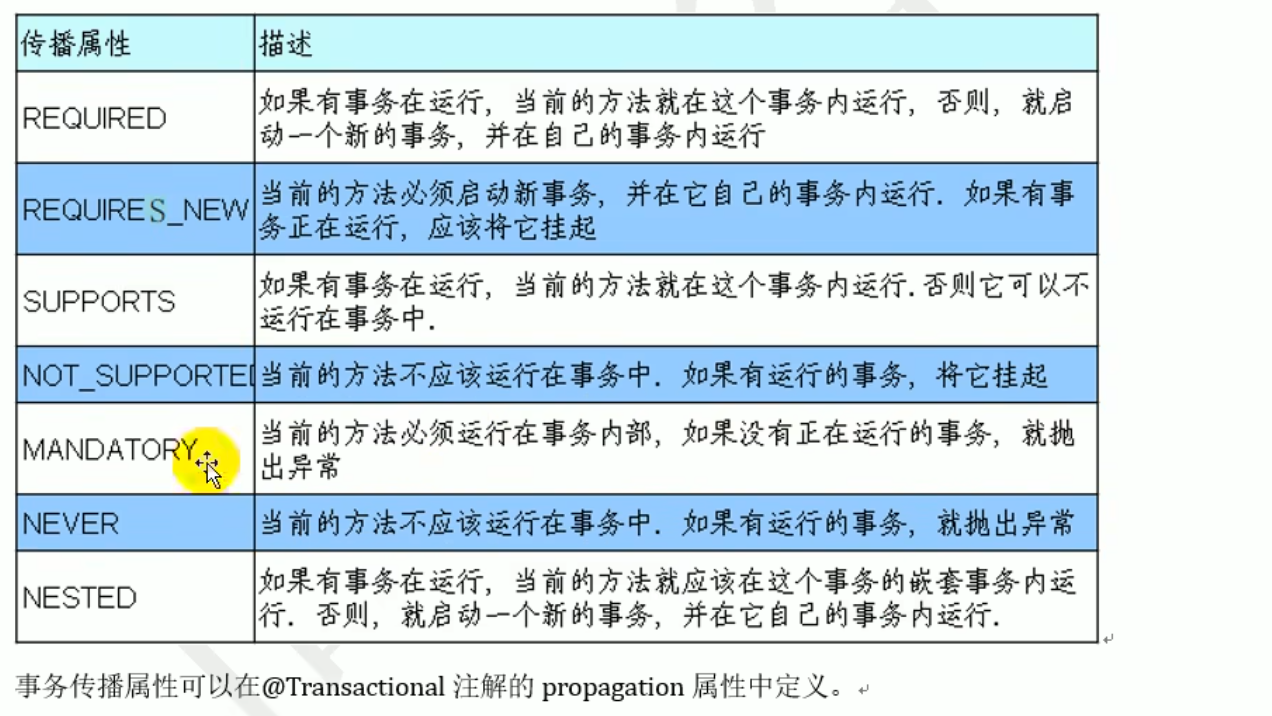 传播属性
描述
REQUIRED
如果有事务在运行，当前的方法就在这个事务内运行，否则，就启
动一个新的事务，并在自己的事务内运行
REQUIRES_NEW
当前的方法必须启动新事务，并在它自己的事务内运行. 如果有事
务正在运行，应该将它挂起
SUPPORTS
如果有事务在运行，当前的方法就在这个事务内运行.否则它可以不
运行在事务中.
NOT_SUPPORTED
当前的方法不应该运行在事务中. 如果有运行的事务，将它挂起
MANDATORY
当前的方法必须运行在事务内部，如果没有正在运行的事务，就抛
出异常
NEVER
当前的方法不应该运行在事务中. 如果有运行的事务，就抛出异常
NESTED
如果有事务在运行，当前的方法就应该在这个事务的嵌套事务内运
行. 否则，就启动一个新的事务，并在它自己的事务内运行.
事务传播属性可以在@Transactional 注解的 propagation 属性中定义。